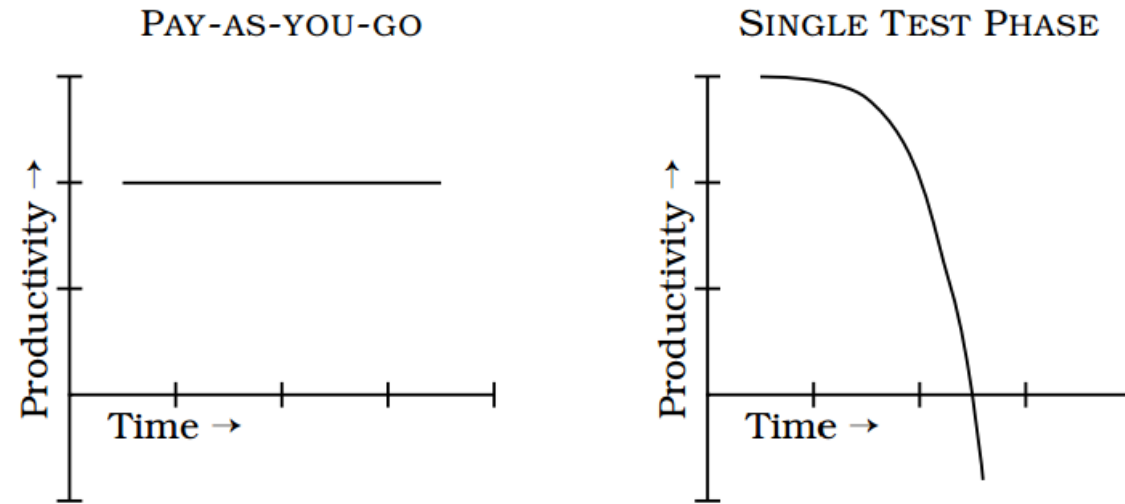 PAY-AS-YOU-GO
Productivity →
Time →
SINGLE TEST PHASE
Productivity →
Time →